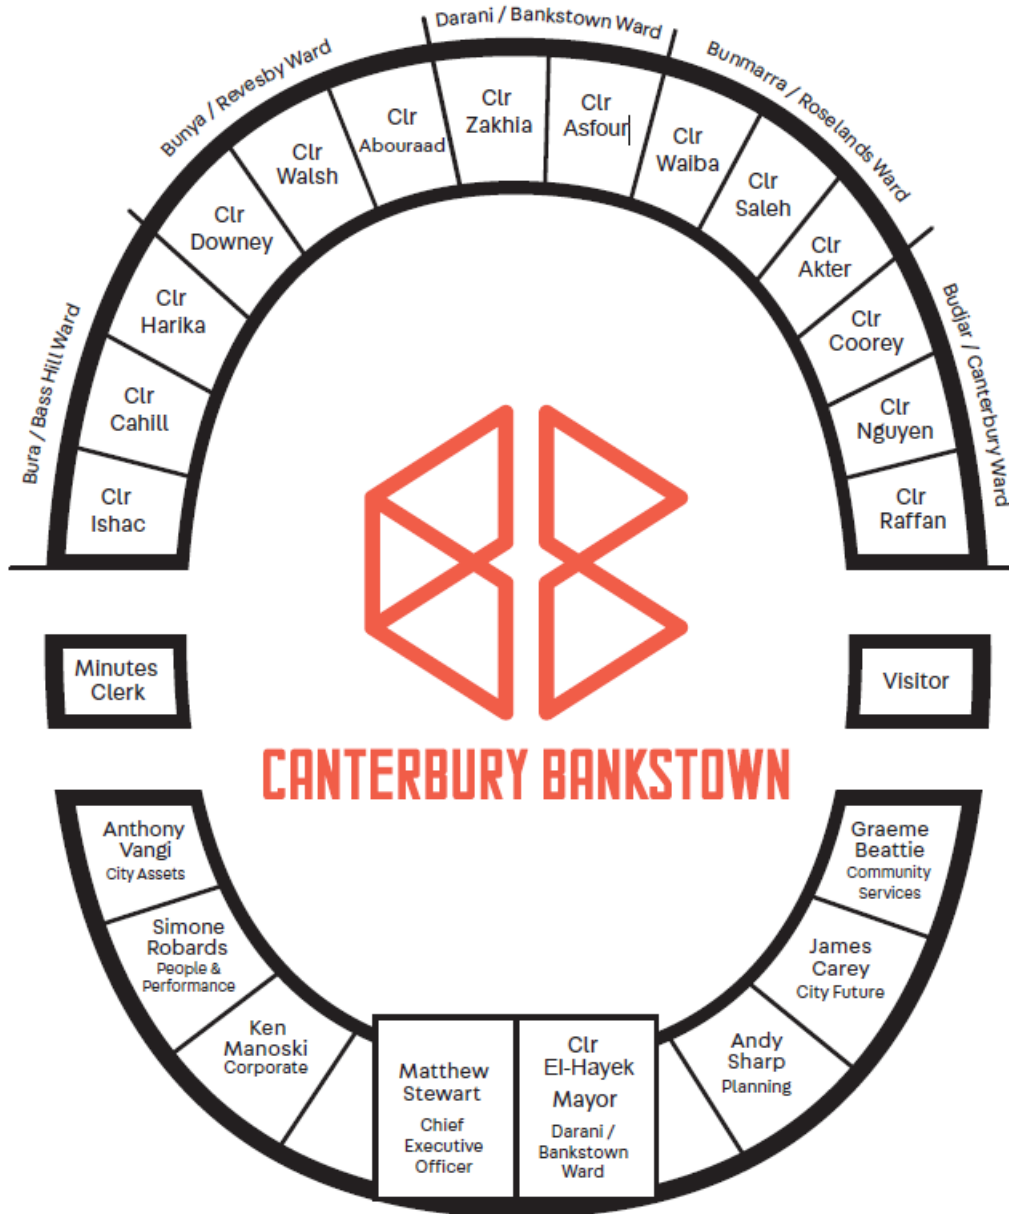 Darani / Bankstown Ward
Bunya / Revesby Ward
Bunmarra / Roselands Ward
Bura / Bass Hill Ward
Budjar / Canterbury Ward
Clr
Ishac
Clr
Cahill
Clr
Harika
Clr
Downey
Clr
Walsh
Clr
Abouraad
Clr
Zakhia
Clr
Asfour
Clr
Waiba
Clr
Saleh
Clr
Akter
Clr
Coorey
Clr
Nguyen
Clr
Raffan
Minutes
Clerk
Visitor
CANTERBURY BANKSTOWN
Anthony
Vangi
City Assets
Simone
Robards
People &
Performance
Ken
Manoski
Corporate
Matthew
Stewart
Chief
Executive
Officer
Clr
El-Hayek
Mayor
Darani /
Bankstown
Ward
Andy
Sharp
Planning
James
Carey
City Future
Graeme
Beattie
Community
Services